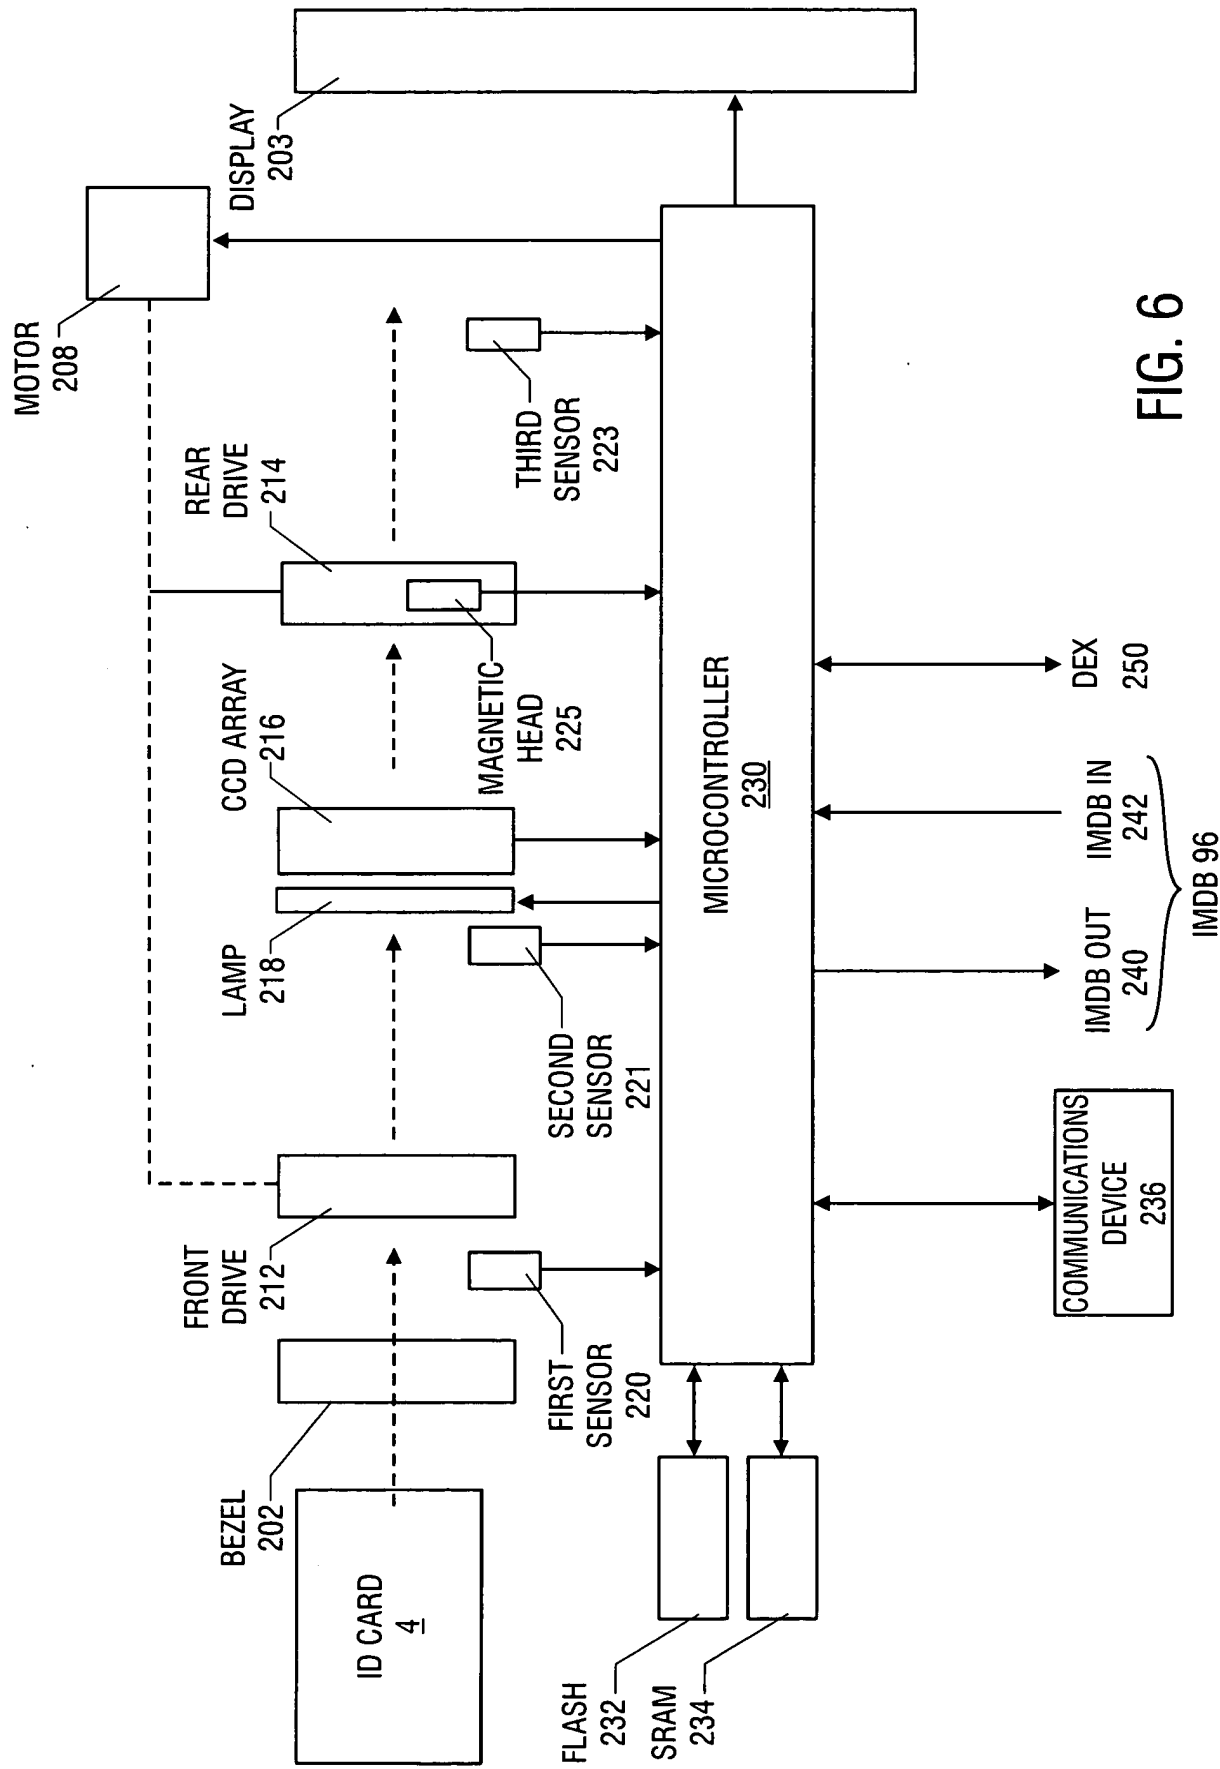 MOTOR
208
DISPLAY
203
REAR
DRIVE
214
CCD ARRAY
216
LAMP
218
FRONT
DRIVE
212
BEZEL
202
ID CARD
4
THIRD
SENSOR
223
MAGNETIC
HEAD
225
SECOND
SENSOR
221
FIRST
SENSOR
220
MICROCONTROLLER
230
FLASH
232
SRAM
234
COMMUNICATIONS
DEVICE
236
IMDB OUT
240
IMDB IN
242
IMDB 96
DEX
250
FIG. 6